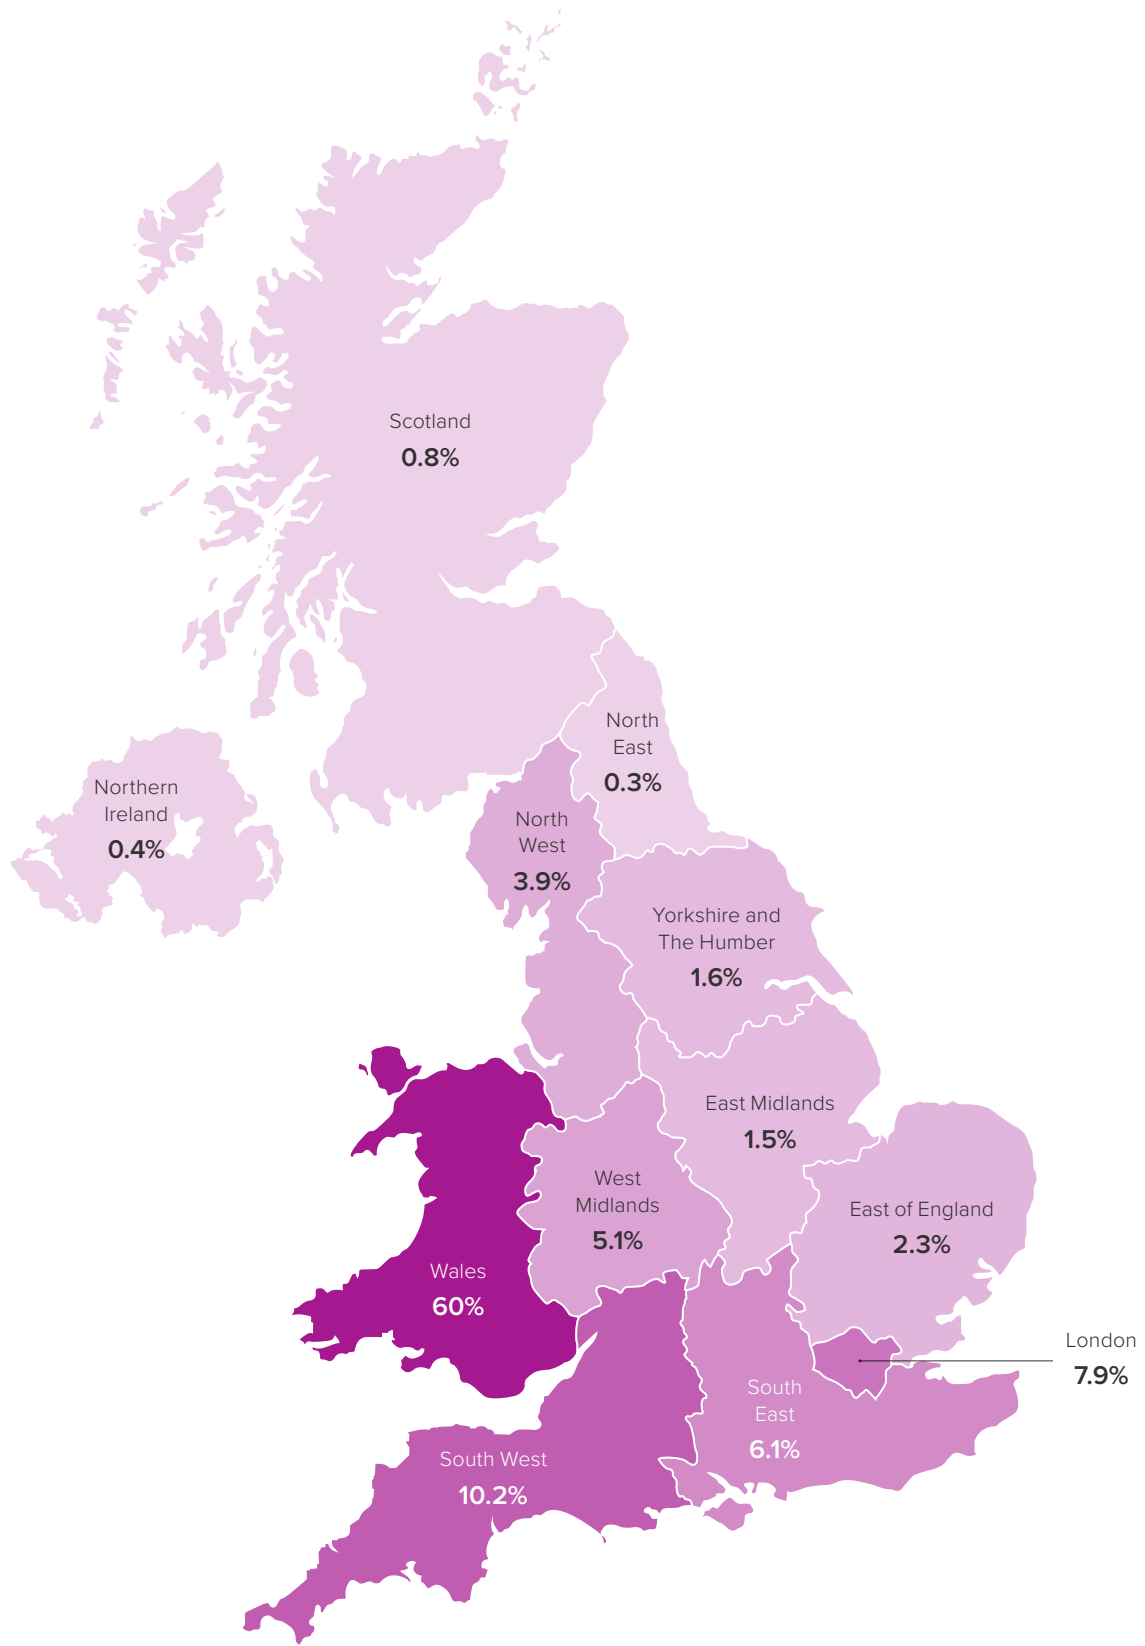 Scotland
0.8%
North
East
0.3%
Northern
Ireland
0.4%
North
West
3.9%
Yorkshire and
The Humber
1.6%
East Midlands
1.5%
West
Midlands
5.1%
East of England
2.3%
Wales
60%
London
7.9%
South
East
6.1%
South West
10.2%